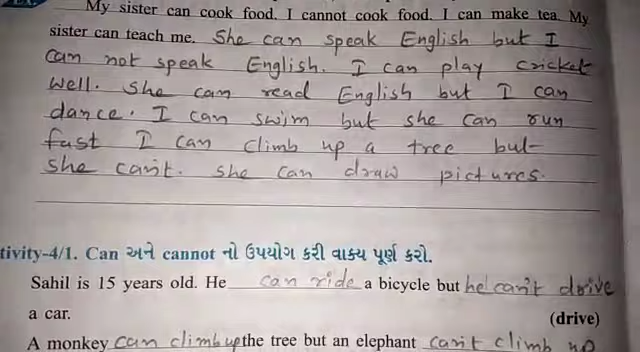 My sister can cook food. I cannot cook food. I can make tea. My
sister can teach me. She can speak English but I
can not speak English. I can play cricket
well. She can read English but I can
dance. I can swim but she can run
fast I can climb up a tree but
she can't. she can draw pictures.
tivity-4/1. Can અને cannot નો ઉપયોગ કરી વાક્ય પૂર્ણ કરો.
Sahil is 15 years old. He can ride a bicycle but he can't drive
a car. (drive)
A monkey can climb up the tree but an elephant can't climb up